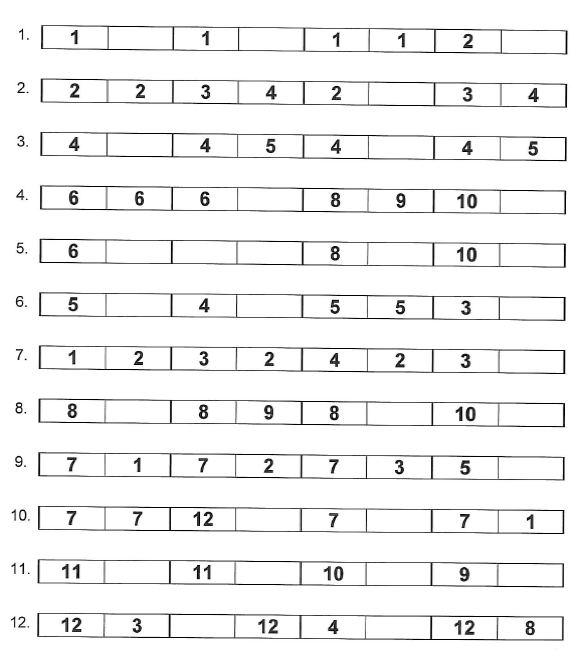 1. 1 1 1 1 2
2. 2 2 3 4 2 3 4
3. 4 4 5 4 4 5
4. 6 6 6 8 9 10
5. 6 8 10
6. 5 4 5 5 3
7. 1 2 3 2 4 2 3
8. 8 8 9 8 10
9. 7 1 7 2 7 3 5
10. 7 7 12 7 7 1
11. 11 11 10 9
12. 12 3 12 4 12 8